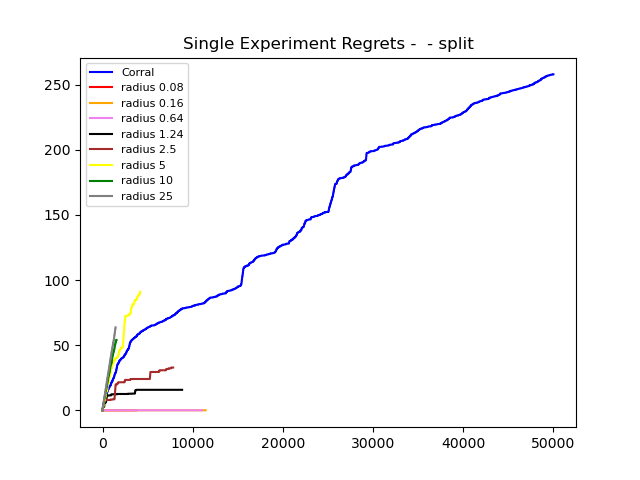 Single Experiment Regrets -  - split
Corral
radius 0.08
radius 0.16
radius 0.64
radius 1.24
radius 2.5
radius 5
radius 10
radius 25
250
200
150
100
50
0
0 10000 20000 30000 40000 50000